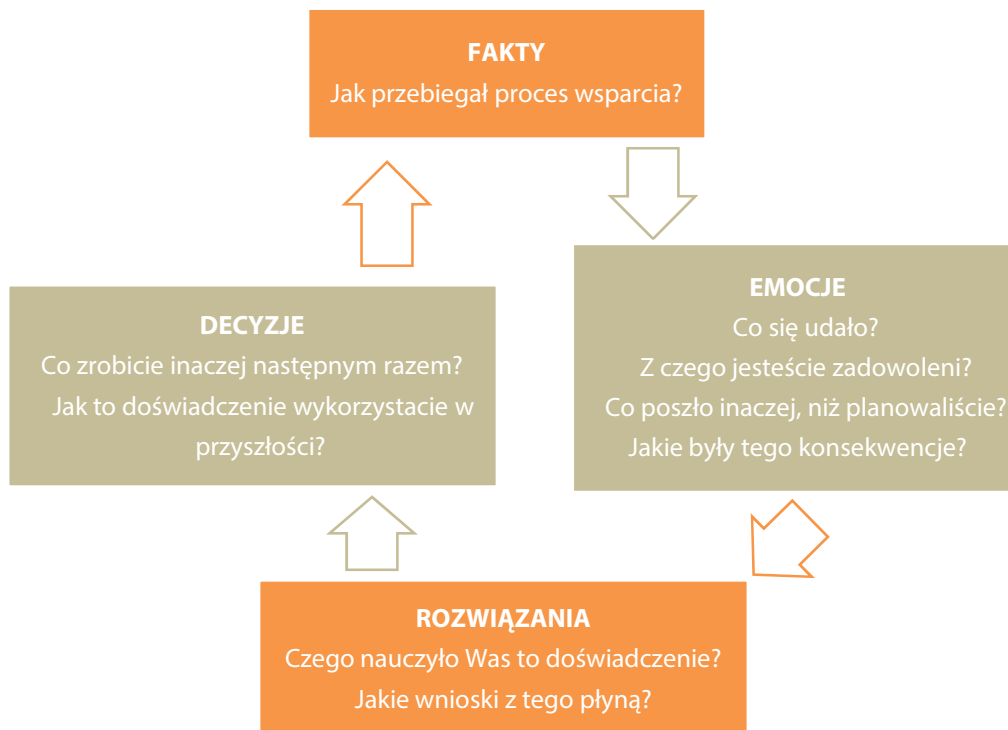 FAKTY
Jak przebiegał proces wsparcia?
EMOCJE
Co się udało?
Z czego jesteście zadowoleni?
Co poszło inaczej, niż planowaliście?
Jakie były tego konsekwencje?
ROZWIĄZANIA
Czego nauczyło Was to doświadczenie?
Jakie wnioski z tego płyną?
DECYZJE
Co zrobicie inaczej następnym razem?
Jak to doświadczenie wykorzystacie w
przyszłości?